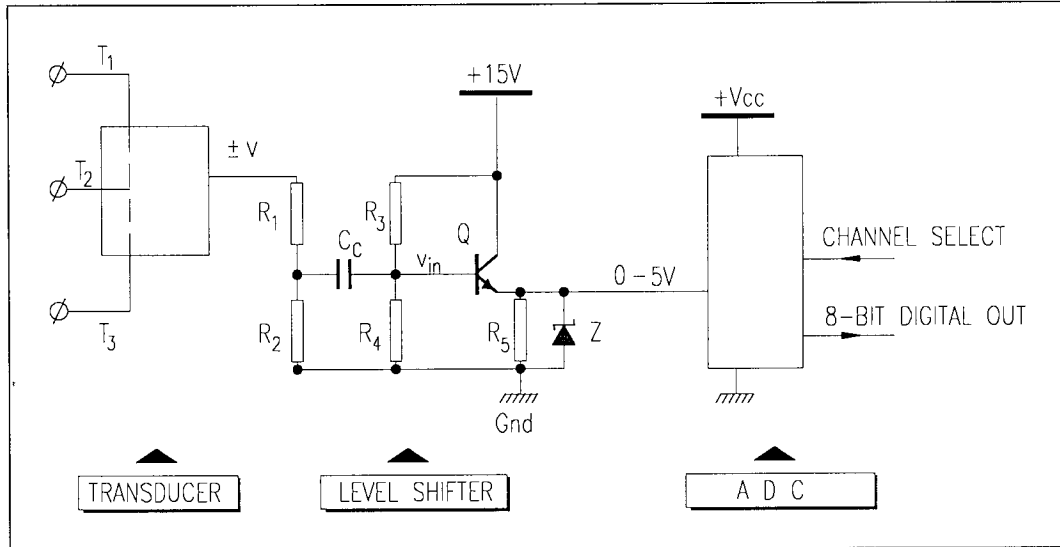 T1
T2
T3
± V
R1
R2
CC
R3
R4
vin
Q
+15V
R5
Z
Gnd
0-5V
+Vcc
CHANNEL SELECT
8-BIT DIGITAL OUT
TRANSDUCER
LEVEL SHIFTER
A D C